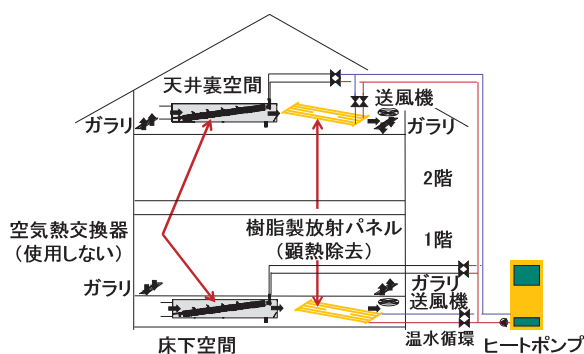 天井裏空間
送風機
ガラリ
ガラリ
2階
空気熱交換器
(使用しない)
樹脂製放射パネル
(顕熱除去)
1階
ガラリ
ガラリ
送風機
床下空間
温水循環
ヒートポンプ